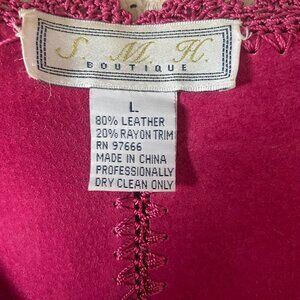 S. M. H.
BOUTIQUE
L
80% LEATHER
20% RAYON TRIM
RN 97666
MADE IN CHINA
PROFESSIONALLY
DRY CLEAN ONLY